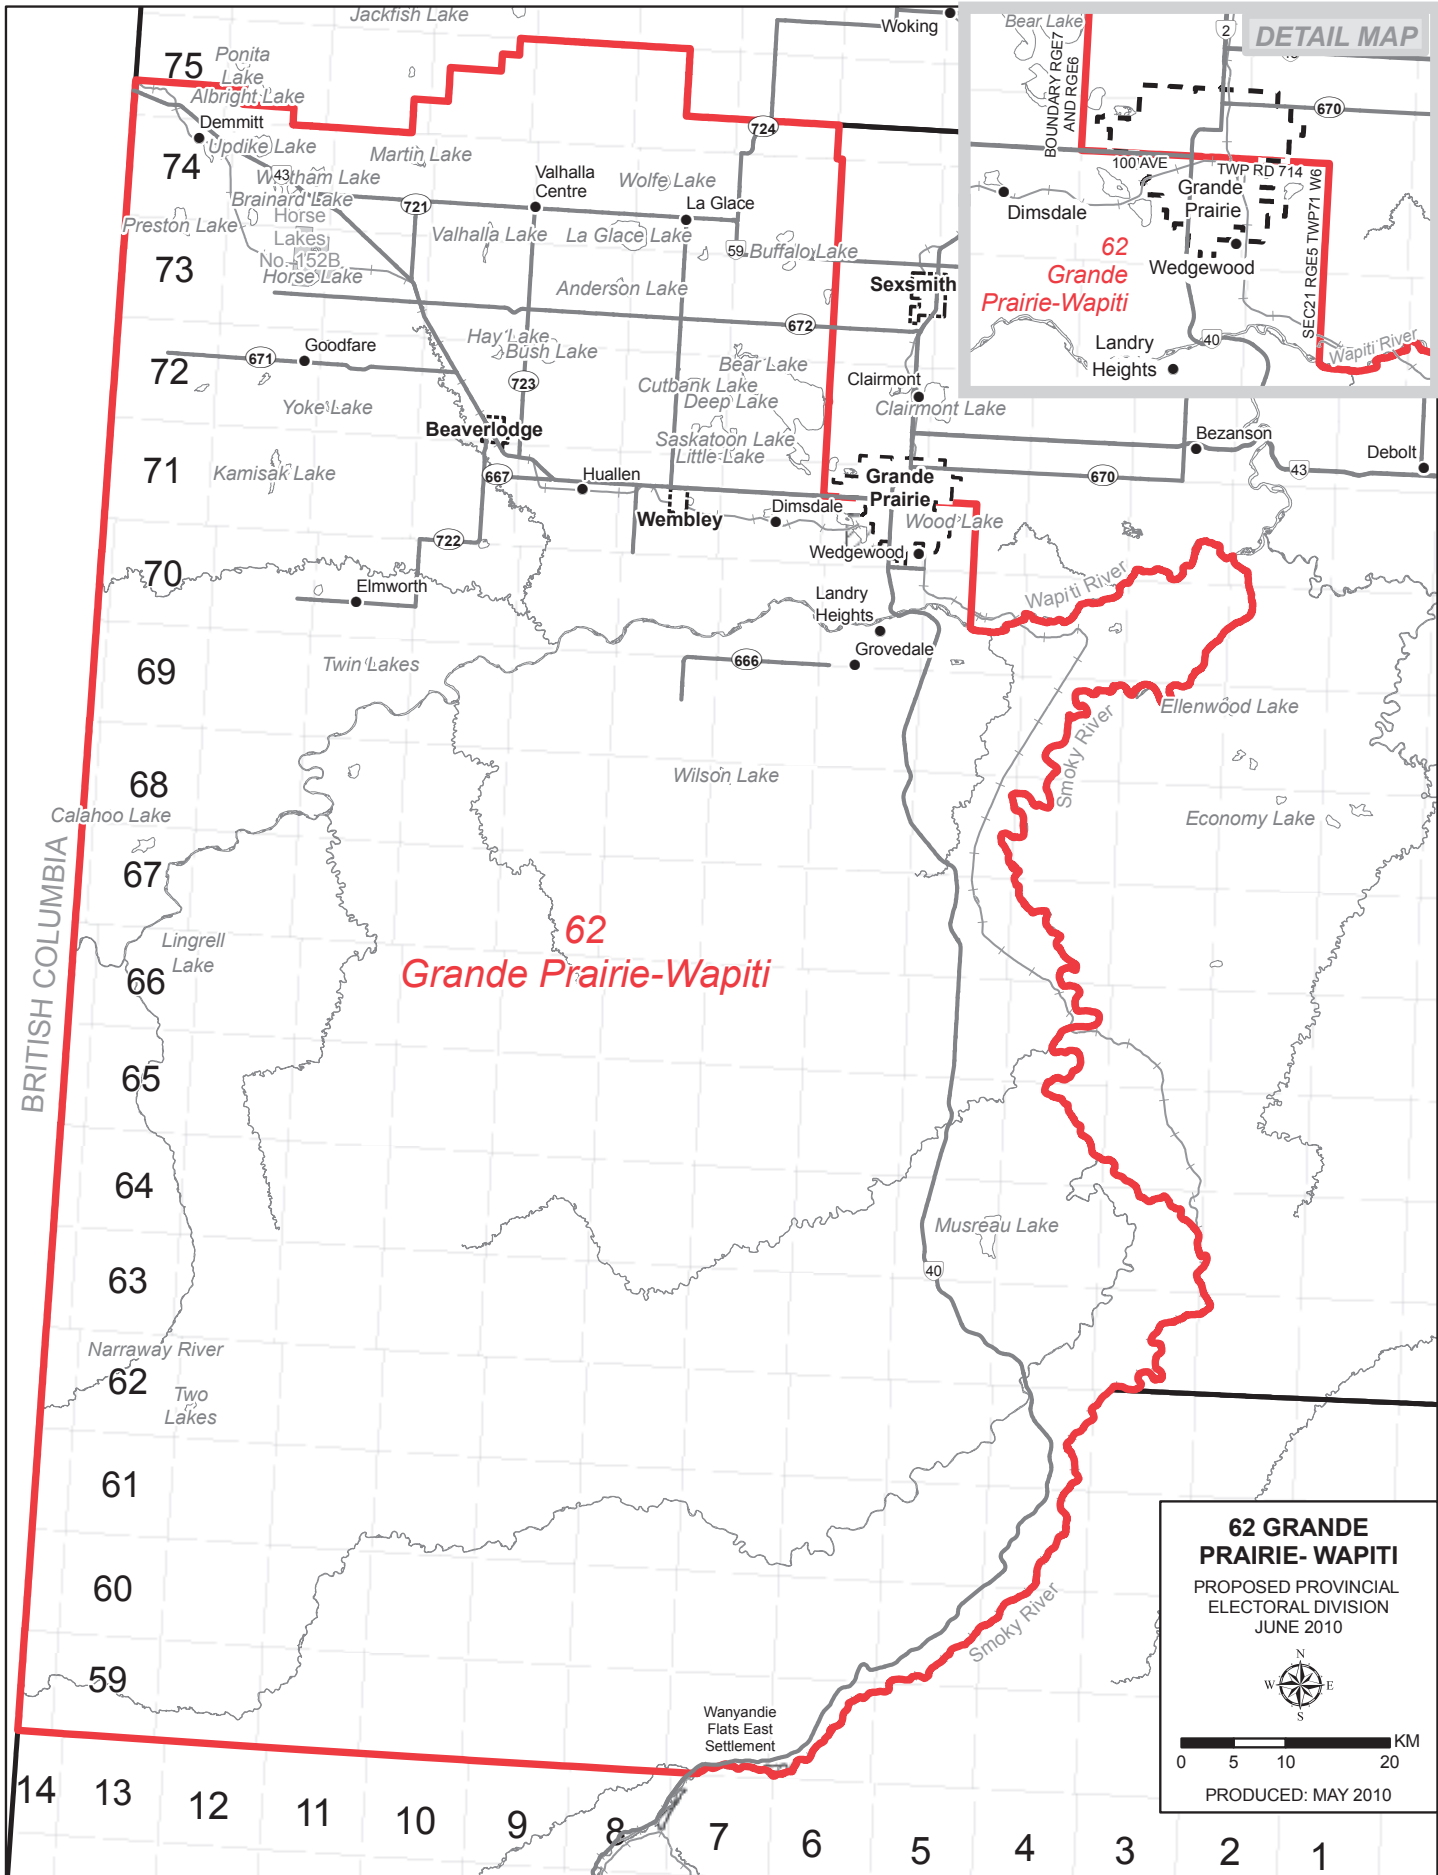 Jackfish Lake
Woking
75
Ponita
Lake
Albright Lake
Demmitt
Updike Lake
74
43
Martin Lake
Brainard Lake
Horse
Lakes
No. 152B
Horse Lake
Preston Lake
73
724
Valhalla
Centre
Wolfe Lake
La Glace
721
Valhalla Lake
La Glace Lake
59
Buffalo Lake
Anderson Lake
Sexsmith
672
72
671
Goodfare
Hay Lake
Bush Lake
723
Bear Lake
Cutbank Lake
Deep Lake
Clairmont
Clairmont Lake
Yoke Lake
Beaverlodge
Saskatoon Lake
Little Lake
71
Kamisak Lake
667
Huallen
Wembley
Dimsdale
Grande
Prairie
Wood Lake
Wedgewood
670
Bezanson
43
Debolt
722
70
Elmworth
Landry
Heights
Wapiti River
Grovedale
666
69
Twin Lakes
Ellenwood Lake
Smoky River
68
Calahoo Lake
Wilson Lake
Economy Lake
67
BRITISH COLUMBIA
Lingrell
Lake
66
62
Grande Prairie-Wapiti
65
64
Musreau Lake
63
40
Narraway River
62
Two
Lakes
61
60
59
Smoky River
Wanyandie
Flats East
Settlement
14
13
12
11
10
9
8
7
6
5
4
3
2
1
DETAIL MAP
Bear Lake
BOUNDARY RGE7
AND RGE6
2
670
100 AVE
TWP RD 714
Grande
Prairie
Dimsdale
Wedgewood
62
Grande
Prairie-Wapiti
SEC21 RGE5 TWP71 W6
Landry
Heights
40
Wapiti River
62 GRANDE
PRAIRIE- WAPITI
PROPOSED PROVINCIAL
ELECTORAL DIVISION
JUNE 2010
N
W
E
S
KM
0
5
10
20
PRODUCED: MAY 2010